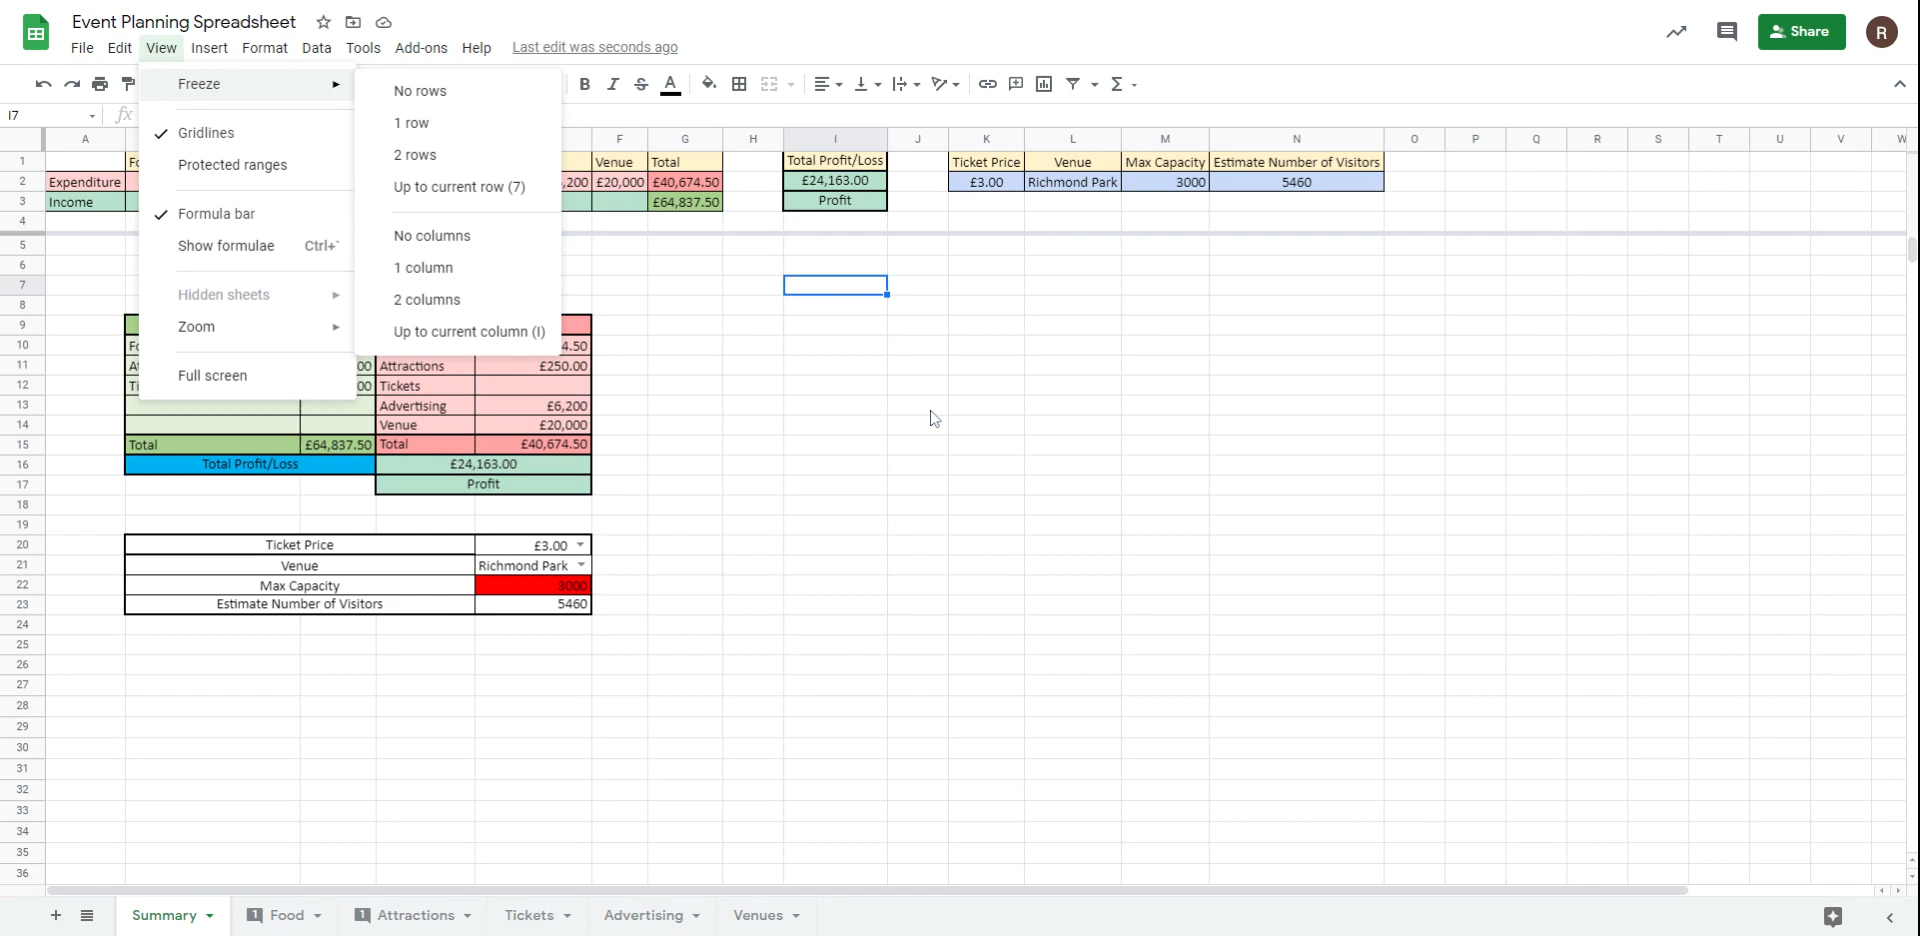 Event Planning Spreadsheet
File Edit View Insert Format Data Tools Add-ons Help Last edit was seconds ago
Share
R
I7
fx
B I S A
Freeze
Gridlines
Protected ranges
Formula bar
Show formulae Ctrl+`
Hidden sheets
Zoom
Full screen
No rows
1 row
2 rows
Up to current row (7)
No columns
1 column
2 columns
Up to current column (I)
A F G H I J K L M N O P Q R S T U V W
1 Fo Venue Total Total Profit/Loss Ticket Price Venue Max Capacity Estimate Number of Visitors
2 Expenditure ,200 £20,000 £40,674.50 £24,163.00 £3.00 Richmond Park 3000 5460
3 Income £64,837.50 Profit
4
5
6
7
8
9
10 Fo 4.50
11 At 00 Attractions £250.00
12 Ti 00 Tickets
13 Advertising £6,200
14 Venue £20,000
15 Total £64,837.50 Total £40,674.50
16 Total Profit/Loss £24,163.00
17 Profit
18
19
20 Ticket Price £3.00
21 Venue Richmond Park
22 Max Capacity 3000
23 Estimate Number of Visitors 5460
24
25
26
27
28
29
30
31
32
33
34
35
36
Summary 1 Food 1 Attractions Tickets Advertising Venues